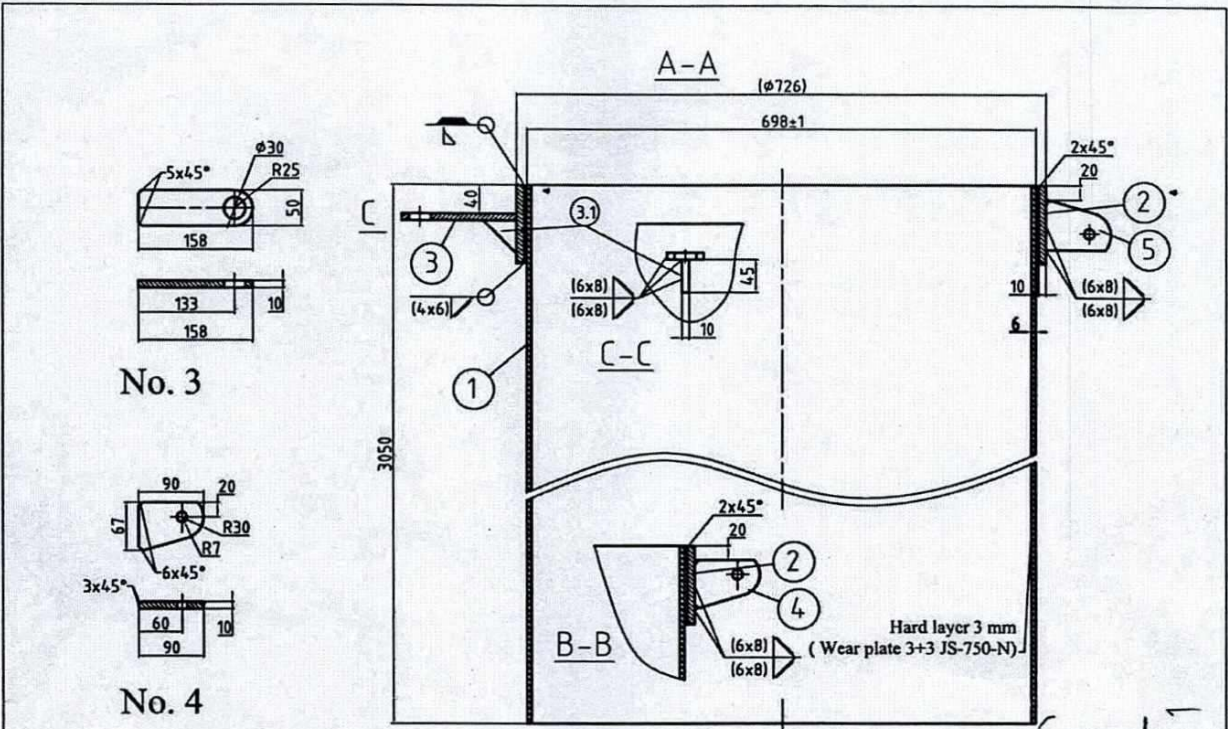 A-A
(φ726)
698±1
φ30
R25
5x45°
50
158
133
10
158
No. 3
40
C
3
3.1
(4x6)
(6x8)
(6x8)
45
10
C-C
1
3050
2x45°
20
2
5
10
6
(6x8)
(6x8)
90
20
67
R30
R7
6x45°
3x45°
60
10
90
No. 4
2x45°
20
2
4
B-B
(6x8)
(6x8)
Hard layer 3 mm
( Wear plate 3+3 JS-750-N)